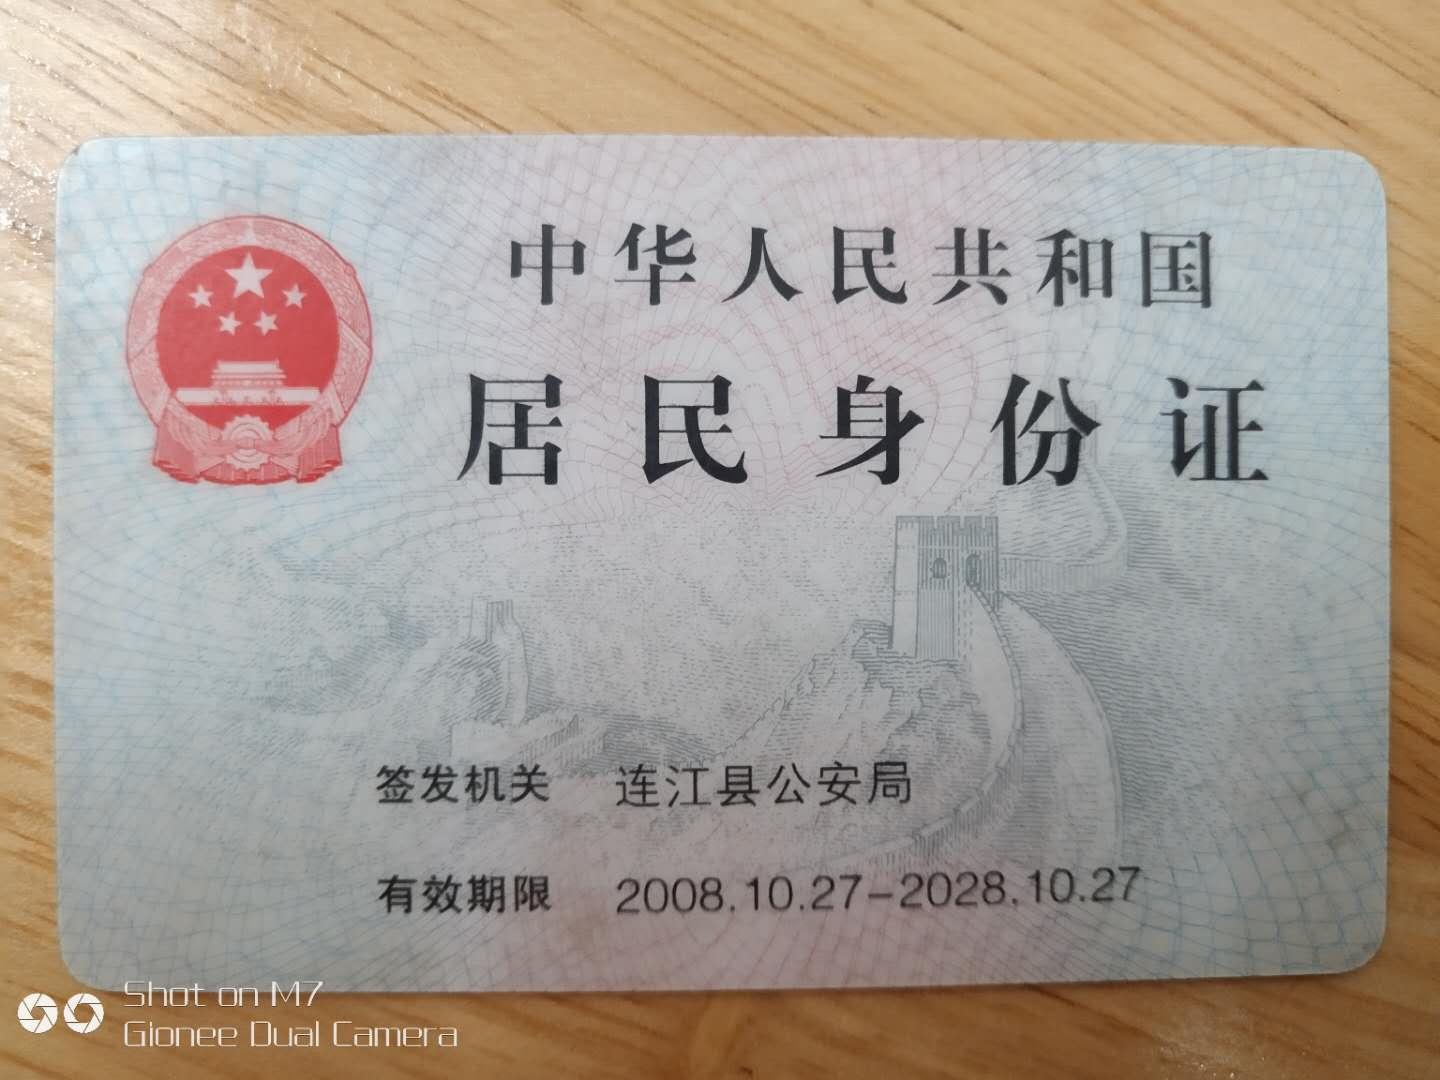 中华人民共和国
居民身份证
签发机关 连江县公安局
有效期限 2008.10.27-2028.10.27
Shot on M7
Gionee Dual Camera